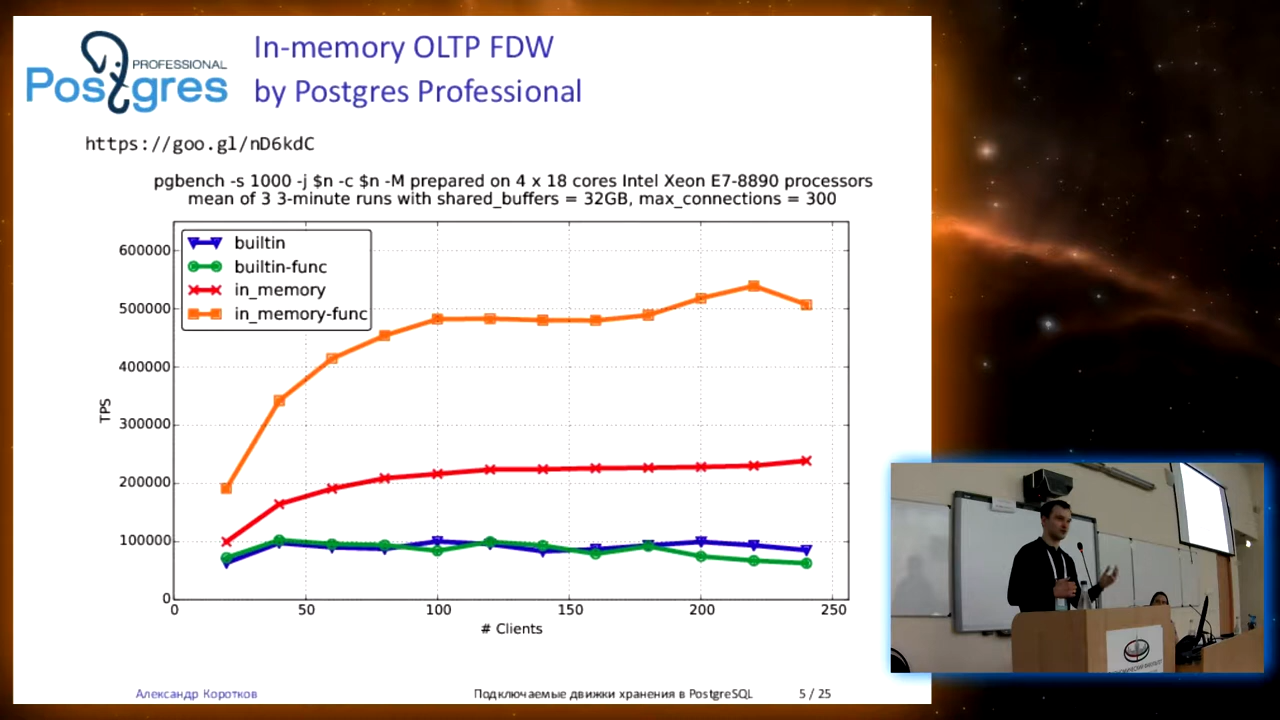 PROFESSIONAL
Postgres
In-memory OLTP FDW
by Postgres Professional
https://goo.gl/nD6kdC
pgbench -s 1000 -j $n -c $n -M prepared on 4 x 18 cores Intel Xeon E7-8890 processors
mean of 3 3-minute runs with shared_buffers = 32GB, max_connections = 300
builtin
builtin-func
in_memory
in_memory-func
600000
500000
400000
300000
200000
100000
0
TPS
0 50 100 150 200 250
# Clients
Александр Коротков Подключаемые движки хранения в PostgreSQL 5 / 25